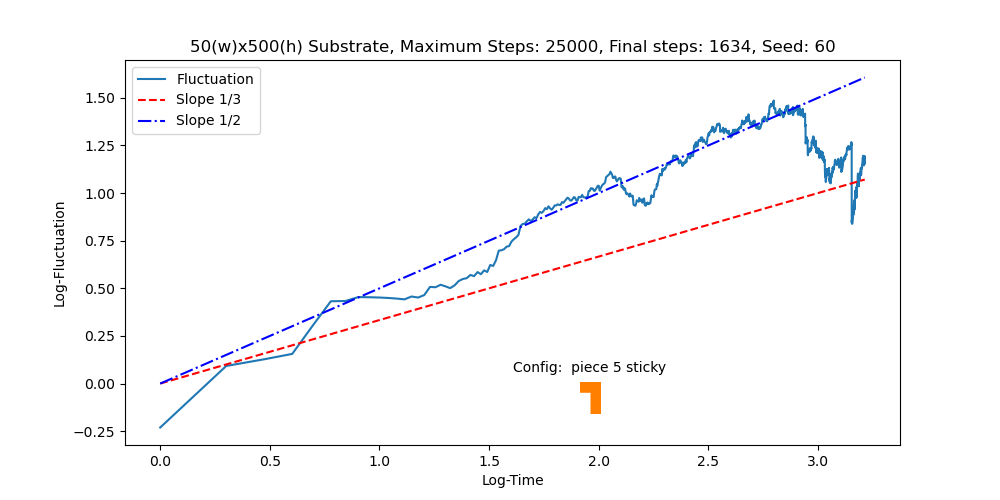 50(w)x500(h) Substrate, Maximum Steps: 25000, Final steps: 1634, Seed: 60
Fluctuation
Slope 1/3
Slope 1/2
1.50
1.25
1.00
0.75
0.50
0.25
0.00
−0.25
Log-Fluctuation
Config:  piece 5 sticky
0.0 0.5 1.0 1.5 2.0 2.5 3.0
Log-Time